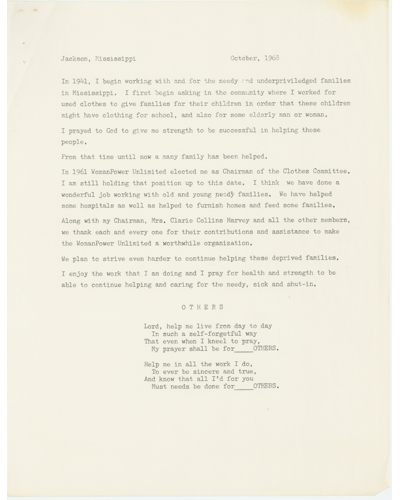 Jackson, Mississippi October, 1968
In 1941, I begin working with and for the needy and underpriviledged families
in Mississippi. I first begin asking in the community where I worked for
used clothes to give families for their children in order that these children
might have clothing for school, and also for some elderly man or woman.
I prayed to God to give me strength to be successful in helping these
people.
From that time until now a many family has been helped.
In 1961 WomanPower Unlimited elected me as Chairman of the Clothes Committee.
I am still holding that position up to this date. I think we have done a
wonderful job working with old and young needy families. We have helped
some hospitals as well as helped to furnish homes and feed some families.
Along with my Chairman, Mrs. Clarie Collins Harvey and all the other members,
we thank each and every one for their contributions and assistance to make
the WomanPower Unlimited a worthwhile organization.
We plan to strive even harder to continue helping these deprived families.
I enjoy the work that I am doing and I pray for health and strength to be
able to continue helping and caring for the needy, sick and shut-in.
O T H E R S
Lord, help me live from day to day
In such a self-forgetful way
That even when I kneel to pray,
My prayer shall be for____OTHERS.
Help me in all the work I do,
To ever be sincere and true,
And know that all I'd for you
Must needs be done for____OTHERS.